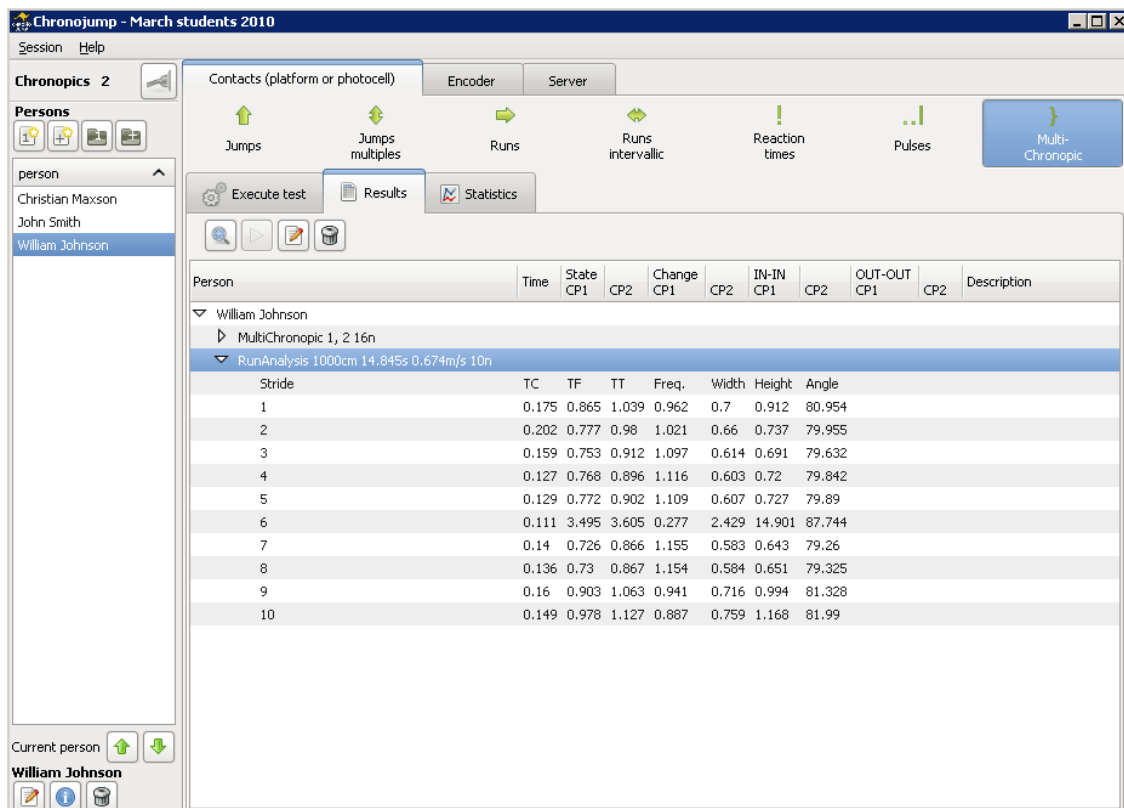 Chronojump - March students 2010
Session Help
Chronopics 2
Contacts (platform or photocell) Encoder Server
Persons
Jumps
Jumps multiples
Runs
Runs intervallic
Reaction times
Pulses
Multi-Chronopic
person
Christian Maxson
John Smith
William Johnson
Execute test Results Statistics
Person Time State CP1 CP2 Change CP1 CP2 IN-IN CP1 CP2 OUT-OUT CP1 CP2 Description
William Johnson
MultiChronopic 1, 2 16n
RunAnalysis 1000cm 14.845s 0.674m/s 10n
Stride TC TF TT Freq. Width Height Angle
1 0.175 0.865 1.039 0.962 0.7 0.912 80.954
2 0.202 0.777 0.98 1.021 0.66 0.737 79.955
3 0.159 0.753 0.912 1.097 0.614 0.691 79.632
4 0.127 0.768 0.896 1.116 0.603 0.72 79.842
5 0.129 0.772 0.902 1.109 0.607 0.727 79.89
6 0.111 3.495 3.605 0.277 2.429 14.901 87.744
7 0.14 0.726 0.866 1.155 0.583 0.643 79.26
8 0.136 0.73 0.867 1.154 0.584 0.651 79.325
9 0.16 0.903 1.063 0.941 0.716 0.994 81.328
10 0.149 0.978 1.127 0.887 0.759 1.168 81.99
Current person
William Johnson